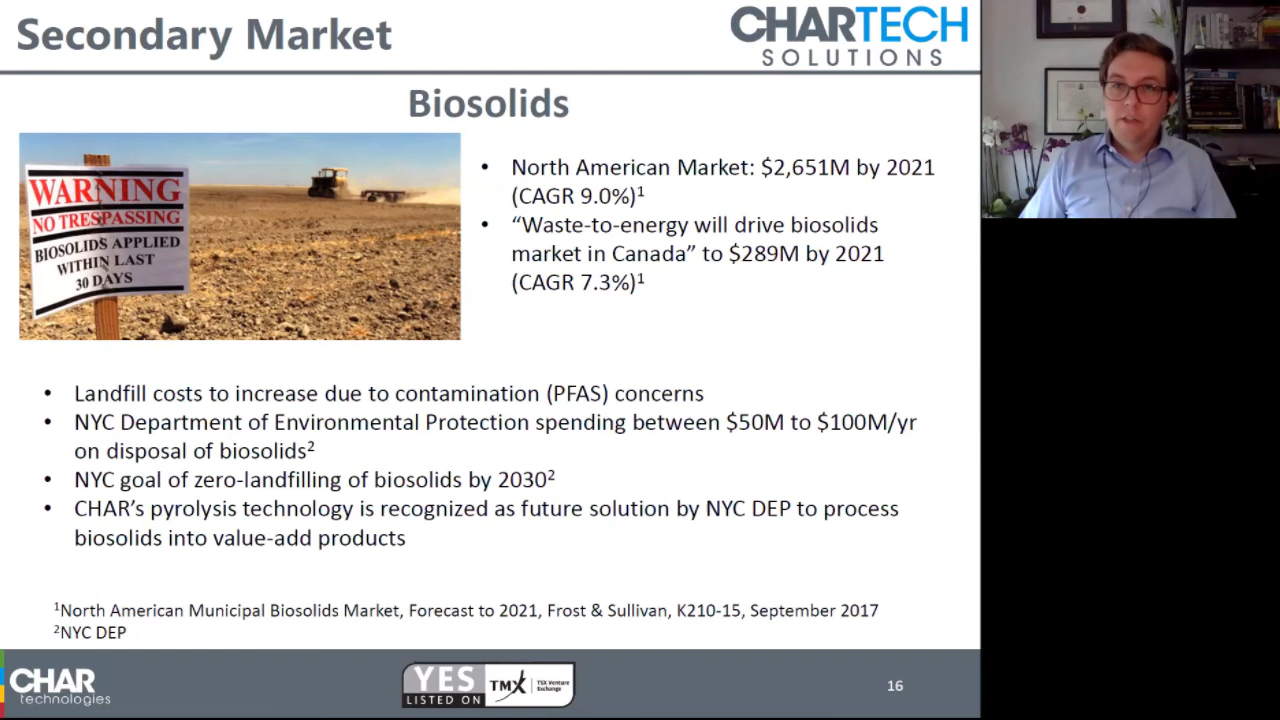 Secondary Market
CHARTECH
SOLUTIONS
Biosolids
WARNING
NO TRESPASSING
BIOSOLIDS APPLIED
WITHIN LAST
30 DAYS
• North American Market: $2,651M by 2021
(CAGR 9.0%)¹
• “Waste-to-energy will drive biosolids
market in Canada” to $289M by 2021
(CAGR 7.3%)¹
• Landfill costs to increase due to contamination (PFAS) concerns
• NYC Department of Environmental Protection spending between $50M to $100M/yr
on disposal of biosolids²
• NYC goal of zero-landfilling of biosolids by 2030²
• CHAR’s pyrolysis technology is recognized as future solution by NYC DEP to process
biosolids into value-add products
¹North American Municipal Biosolids Market, Forecast to 2021, Frost & Sullivan, K210-15, September 2017
²NYC DEP
CHAR
technologies
YES
LISTED ON
TMX
TSX Venture
Exchange
16